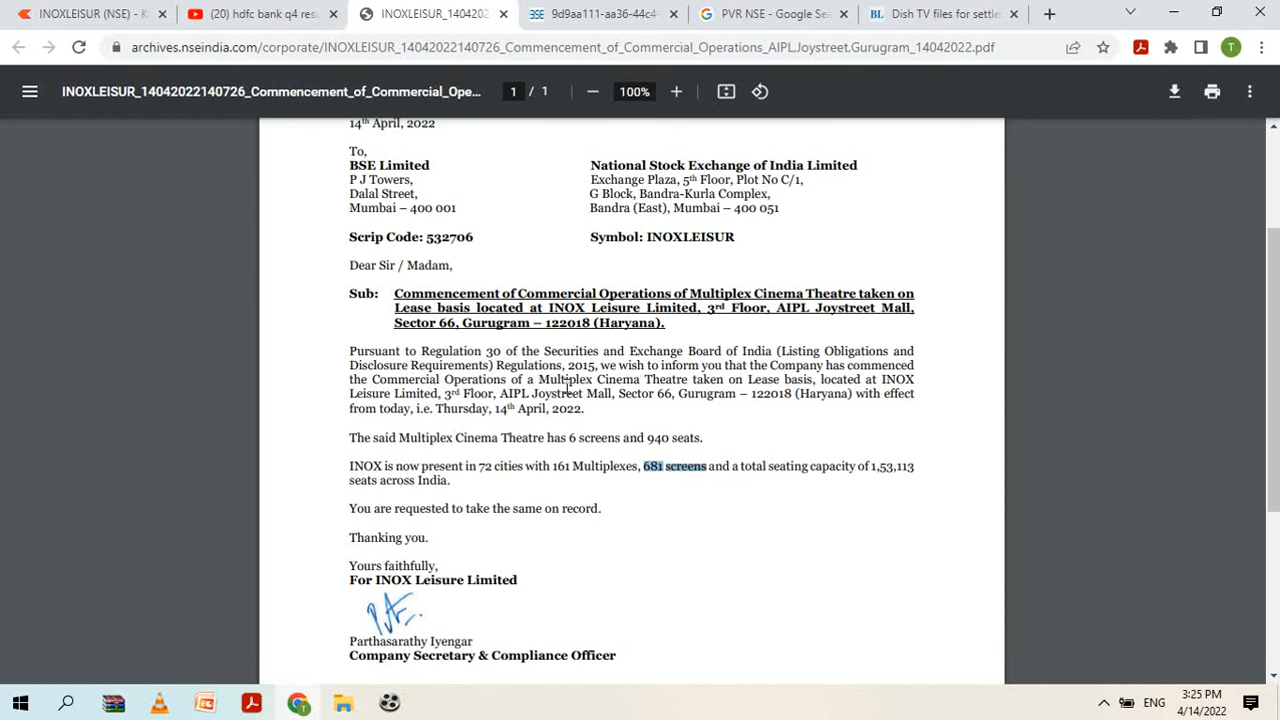 INOXLEISUR (NSE) - K
(20) hdfc bank q4 resu
INOXLEISUR_1404202
9d9aa111-aa36-44c4-
PVR NSE - Google Sea
Dish TV files for settle
archives.nseindia.com/corporate/INOXLEISUR_14042022140726_Commencement_of_Commercial_Operations_AIPLJoystreet.Gurugram_14042022.pdf
T
INOXLEISUR_14042022140726_Commencement_of_Commercial_Ope...
1 / 1
100%
14th April, 2022
To,
BSE Limited
P J Towers,
Dalal Street,
Mumbai – 400 001
National Stock Exchange of India Limited
Exchange Plaza, 5th Floor, Plot No C/1,
G Block, Bandra-Kurla Complex,
Bandra (East), Mumbai – 400 051
Scrip Code: 532706
Symbol: INOXLEISUR
Dear Sir / Madam,
Sub: Commencement of Commercial Operations of Multiplex Cinema Theatre taken on
Lease basis located at INOX Leisure Limited, 3rd Floor, AIPL Joystreet Mall,
Sector 66, Gurugram – 122018 (Haryana).
Pursuant to Regulation 30 of the Securities and Exchange Board of India (Listing Obligations and
Disclosure Requirements) Regulations, 2015, we wish to inform you that the Company has commenced
the Commercial Operations of a Multiplex Cinema Theatre taken on Lease basis, located at INOX
Leisure Limited, 3rd Floor, AIPL Joystreet Mall, Sector 66, Gurugram – 122018 (Haryana) with effect
from today, i.e. Thursday, 14th April, 2022.
The said Multiplex Cinema Theatre has 6 screens and 940 seats.
INOX is now present in 72 cities with 161 Multiplexes, 681 screens and a total seating capacity of 1,53,113
seats across India.
You are requested to take the same on record.
Thanking you.
Yours faithfully,
For INOX Leisure Limited
Parthasarathy Iyengar
Company Secretary & Compliance Officer
ENG
3:25 PM
4/14/2022